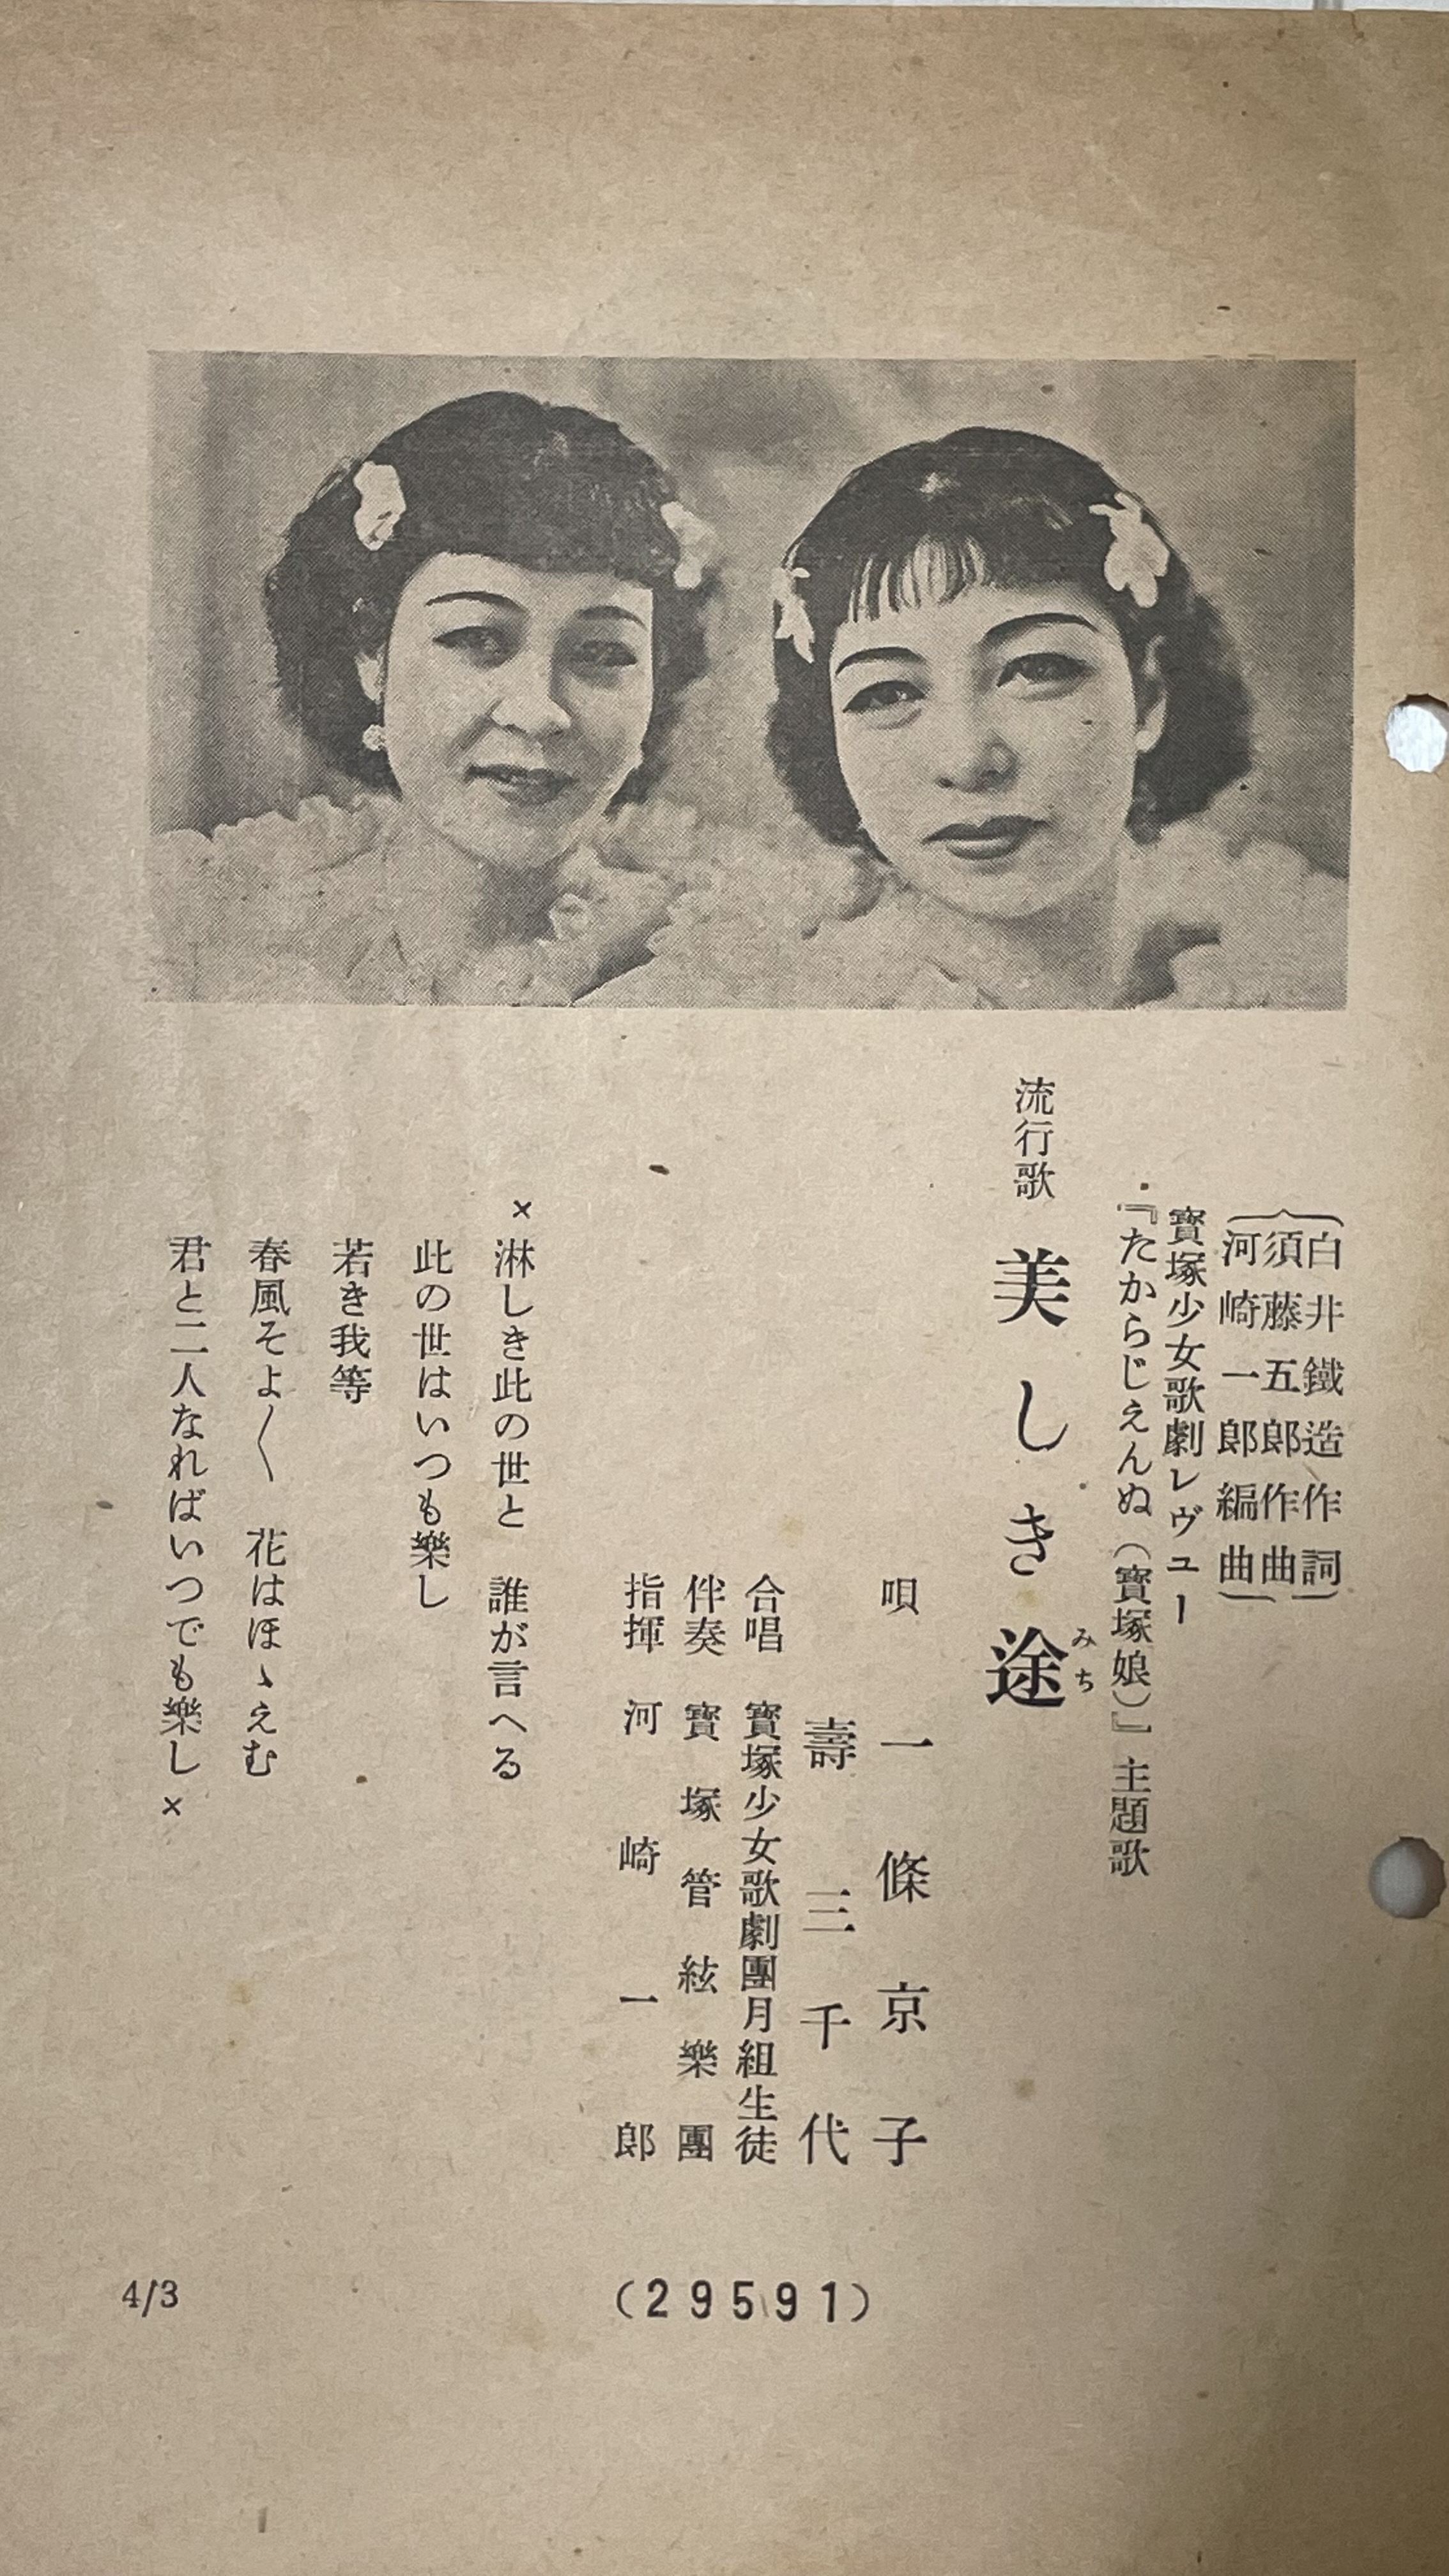 白井鐵造作詞
須藤五郎作曲
河崎一郎編曲
寶塚少女歌劇レヴユー
『たからじえんぬ(寶塚娘)』主題歌
流行歌 美しき途
みち
唄 一條京子
壽三千代
合唱 寶塚少女歌劇團月組生徒
伴奏 寶塚管絃樂團
指揮 河崎一郎
×淋しき此の世と 誰が言へる
此の世はいつも樂し
若き我等
春風そよ〱 花はほゝえむ
君と二人なればいつでも樂し×
(29591)
4/3